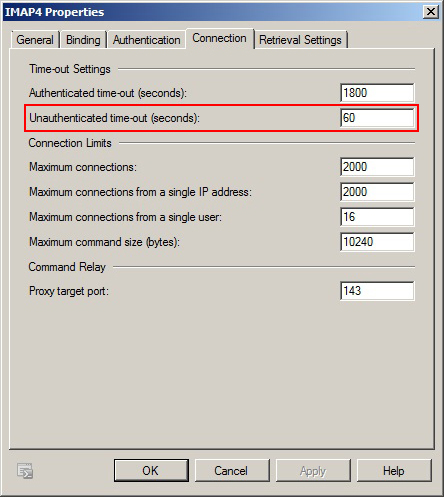 IMAP4 Properties
General Binding Authentication Connection Retrieval Settings
Time-out Settings
Authenticated time-out (seconds): 1800
Unauthenticated time-out (seconds): 60
Connection Limits
Maximum connections: 2000
Maximum connections from a single IP address: 2000
Maximum connections from a single user: 16
Maximum command size (bytes): 10240
Command Relay
Proxy target port: 143
OK Cancel Apply Help